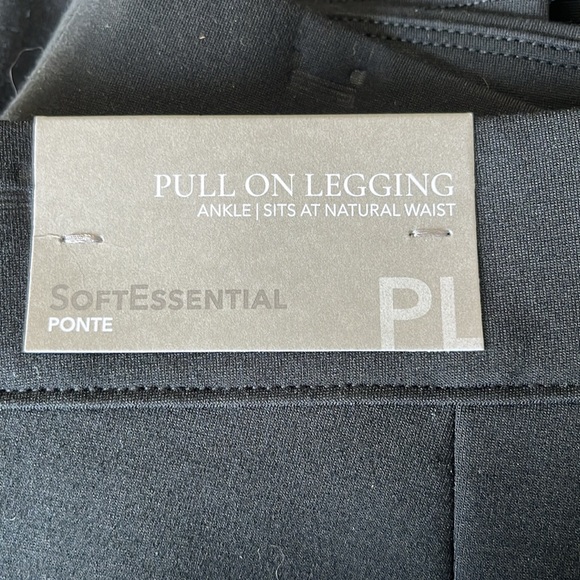 PULL ON LEGGING
ANKLE | SITS AT NATURAL WAIST
SOFTESSENTIAL
PONTE
PL